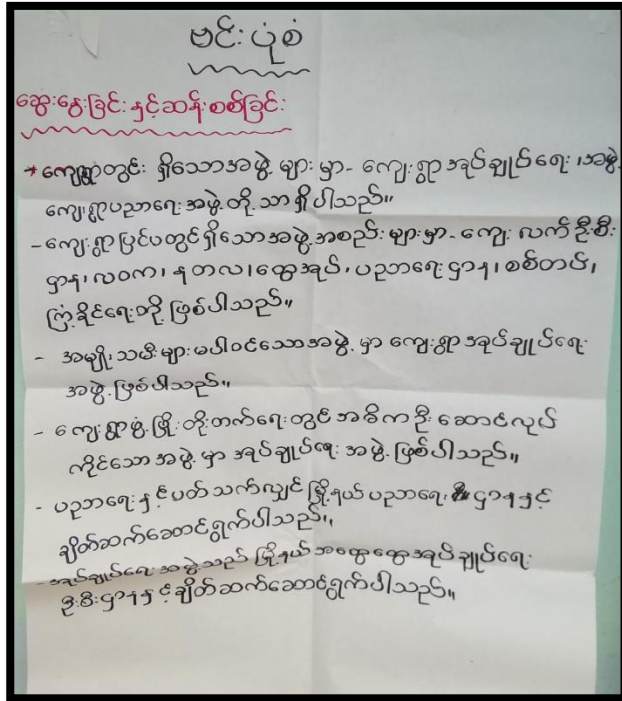 ဗင်းပုံစံ
ဆွေးနွေးခြင်းနှင့်ဆန်းစစ်ခြင်း
* ကျေးရွာတွင်း ရှိသောအဖွဲ့များမှာ - ကျေးရွာအုပ်ချုပ်ရေးအဖွဲ့
ကျေးရွာပညာရေးအဖွဲ့တို့သာရှိပါသည်။
- ကျေးရွာပြင်ပတွင်ရှိသောအဖွဲ့အစည်းများမှာ - ကျေးလက်ဦးစီး
ဌာန၊ လဝက၊ နတလ၊ ထွေအုပ်၊ ပညာရေးဌာန၊ စစ်တပ်၊
ကြံ့ခိုင်ရေးတို့ဖြစ်ပါသည်။
- အမျိုးသမီးများမပါဝင်သောအဖွဲ့မှာ ကျေးရွာအုပ်ချုပ်ရေး
အဖွဲ့ဖြစ်ပါသည်။
- ကျေးရွာဖွံ့ဖြိုးတိုးတက်ရေးတွင်အဓိကဦးဆောင်လုပ်
ကိုင်သောအဖွဲ့မှာ အုပ်ချုပ်ရေးအဖွဲ့ဖြစ်ပါသည်။
- ပညာရေးနှင့်ပတ်သက်လျှင်မြို့နယ်ပညာရေးဌာနနှင့်
ချိတ်ဆက်ဆောင်ရွက်ပါသည်။
- အုပ်ချုပ်ရေးအဖွဲ့သည် မြို့နယ်အထွေထွေအုပ်ချုပ်ရေး
ဦးစီးဌာနနှင့်ချိတ်ဆက်ဆောင်ရွက်ပါသည်။